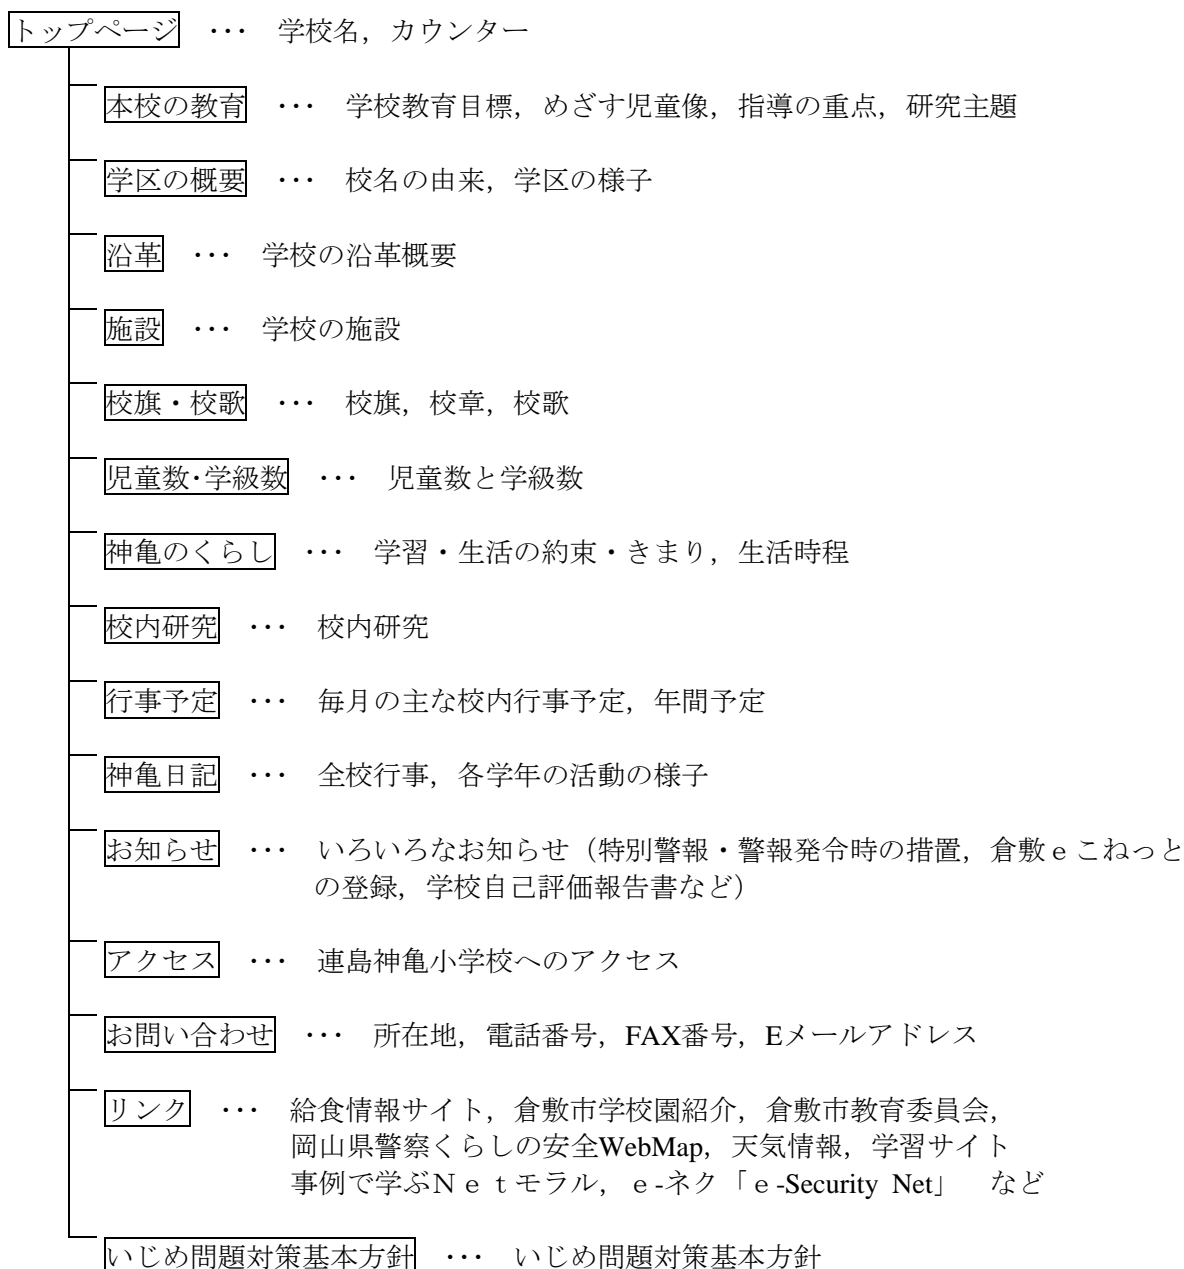 トップページ ・・・ 学校名，カウンター
本校の教育 ・・・ 学校教育目標，めざす児童像，指導の重点，研究主題
学区の概要 ・・・ 校名の由来，学区の様子
沿革 ・・・ 学校の沿革概要
施設 ・・・ 学校の施設
校旗・校歌 ・・・ 校旗，校章，校歌
児童数・学級数 ・・・ 児童数と学級数
神亀のくらし ・・・ 学習・生活の約束・きまり，生活時程
校内研究 ・・・ 校内研究
行事予定 ・・・ 毎月の主な校内行事予定，年間予定
神亀日記 ・・・ 全校行事，各学年の活動の様子
お知らせ ・・・ いろいろなお知らせ（特別警報・警報発令時の措置，倉敷ｅこねっと
の登録，学校自己評価報告書など）
アクセス ・・・ 連島神亀小学校へのアクセス
お問い合わせ ・・・ 所在地，電話番号，FAX番号，Eメールアドレス
リンク ・・・ 給食情報サイト，倉敷市学校園紹介，倉敷市教育委員会，
岡山県警察くらしの安全WebMap，天気情報，学習サイト
事例で学ぶＮｅｔモラル，ｅ-ネク「ｅ-Security Net」 など
いじめ問題対策基本方針 ・・・ いじめ問題対策基本方針